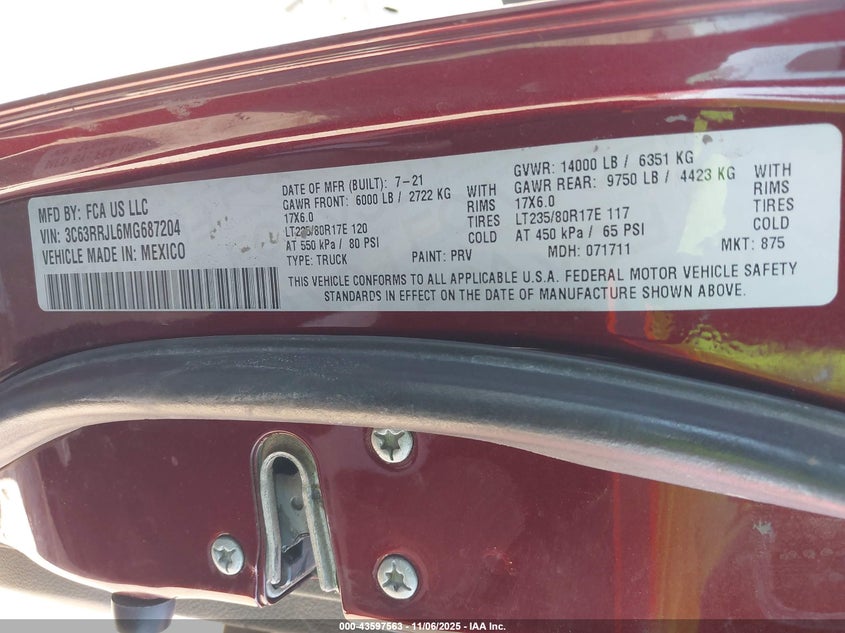 MFD BY: FCA US LLC
VIN: 3C63RRJL6MG687204
VEHICLE MADE IN: MEXICO
DATE OF MFR (BUILT): 7-21
GAWR FRONT: 6000 LB / 2722 KG WITH
17X6.0 RIMS
LT235/80R17E 120 TIRES
AT 550 kPa / 80 PSI COLD
TYPE: TRUCK PAINT: PRV
GVWR: 14000 LB / 6351 KG
GAWR REAR: 9750 LB / 4423 KG WITH
17X6.0 RIMS
LT235/80R17E 117 TIRES
AT 450 kPa / 65 PSI COLD
MDH: 071711 MKT: 875
THIS VEHICLE CONFORMS TO ALL APPLICABLE U.S.A. FEDERAL MOTOR VEHICLE SAFETY
STANDARDS IN EFFECT ON THE DATE OF MANUFACTURE SHOWN ABOVE.
000-43597563 - 11/06/2025 - IAA Inc.